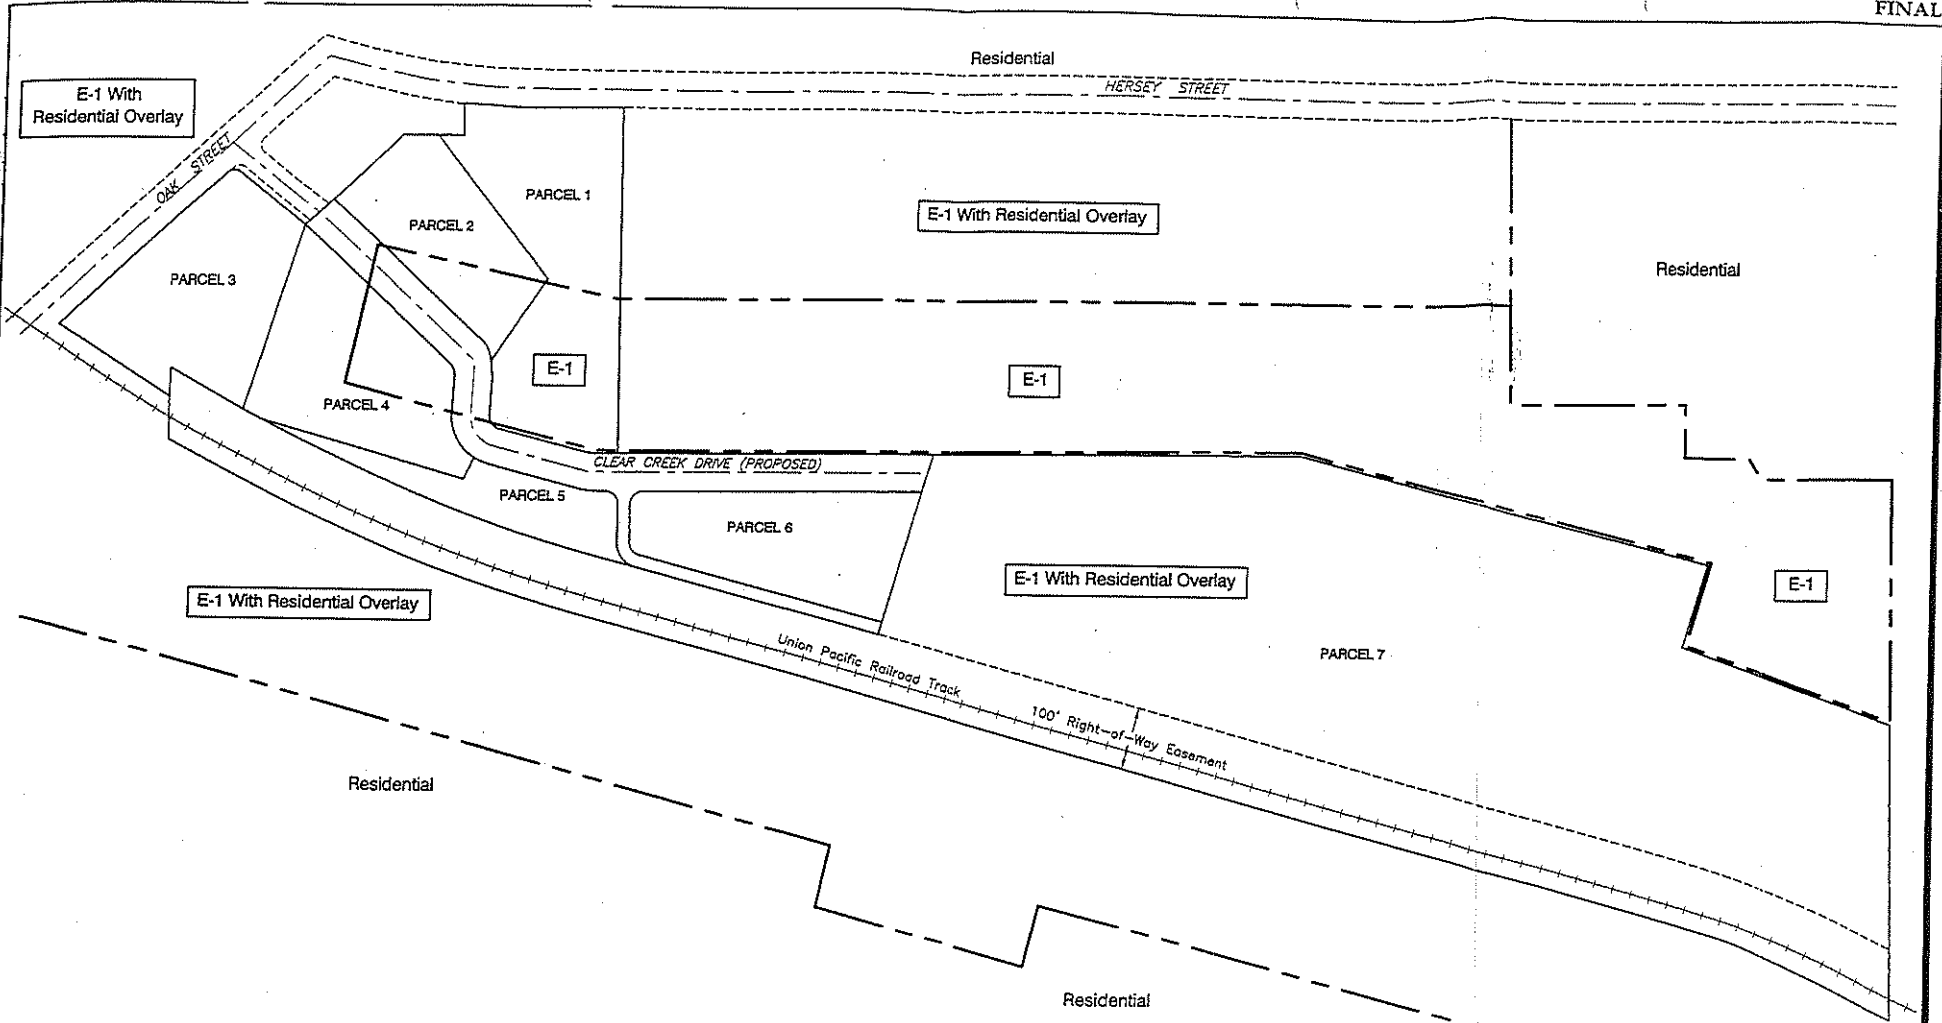 FINAL
Residential
HERSEY STREET
E-1 With
Residential Overlay
OAK STREET
PARCEL 1
E-1 With Residential Overlay
PARCEL 2
Residential
PARCEL 3
E-1
E-1
PARCEL 4
CLEAR CREEK DRIVE (PROPOSED)
PARCEL 5
PARCEL 6
E-1 With Residential Overlay
E-1
E-1 With Residential Overlay
Union Pacific Railroad Track
PARCEL 7
100' Right-of-Way Easement
Residential
Residential